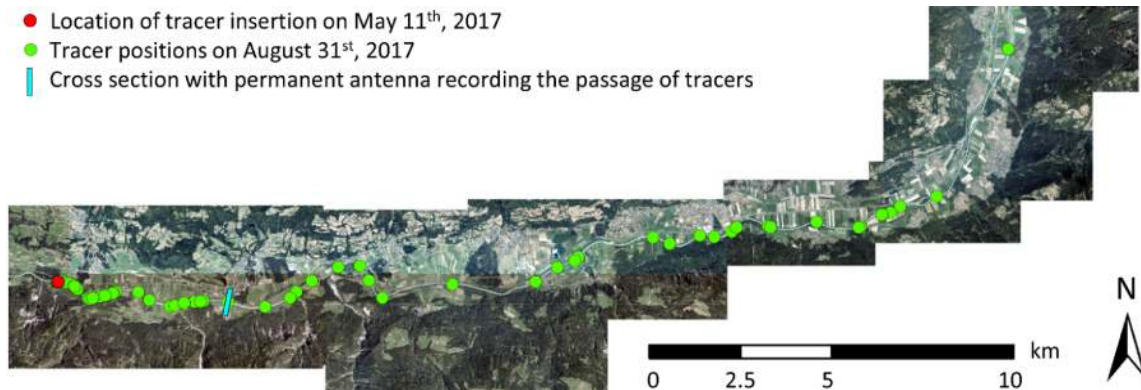 Location of tracer insertion on May 11th, 2017
Tracer positions on August 31st, 2017
Cross section with permanent antenna recording the passage of tracers
N
km
0 2.5 5 10